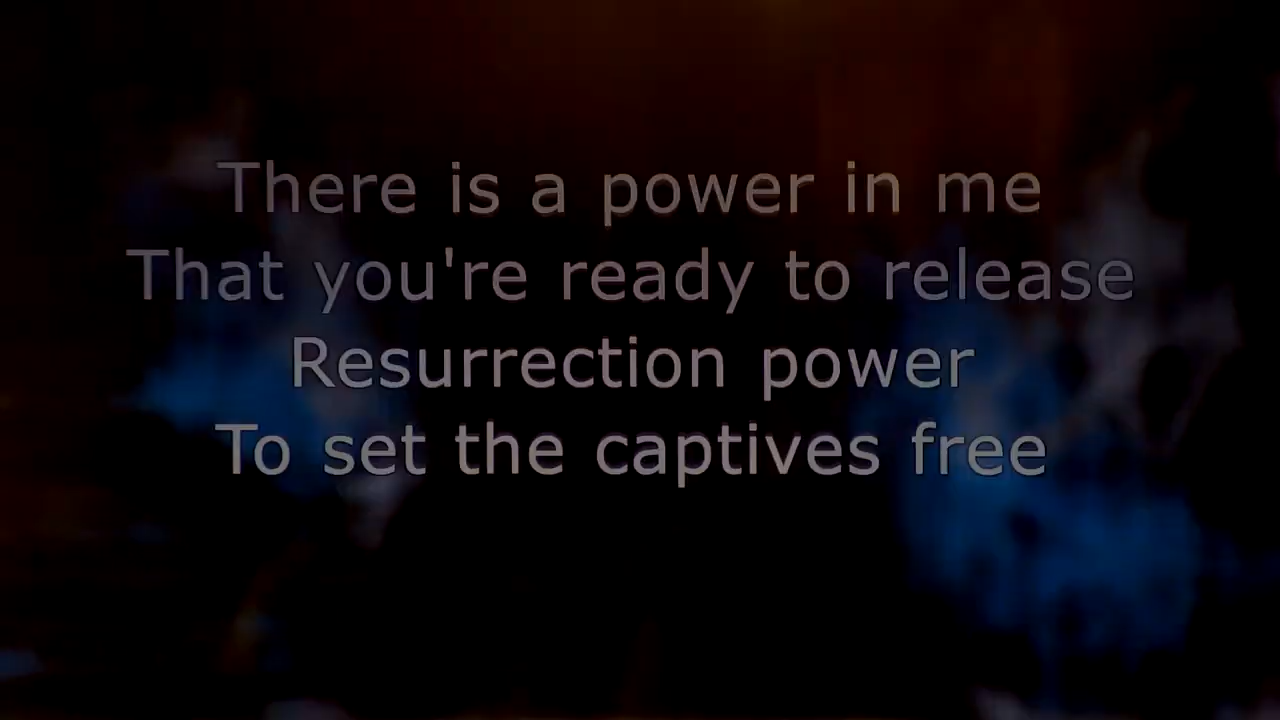 There is a power in me
That you're ready to release
Resurrection power
To set the captives free